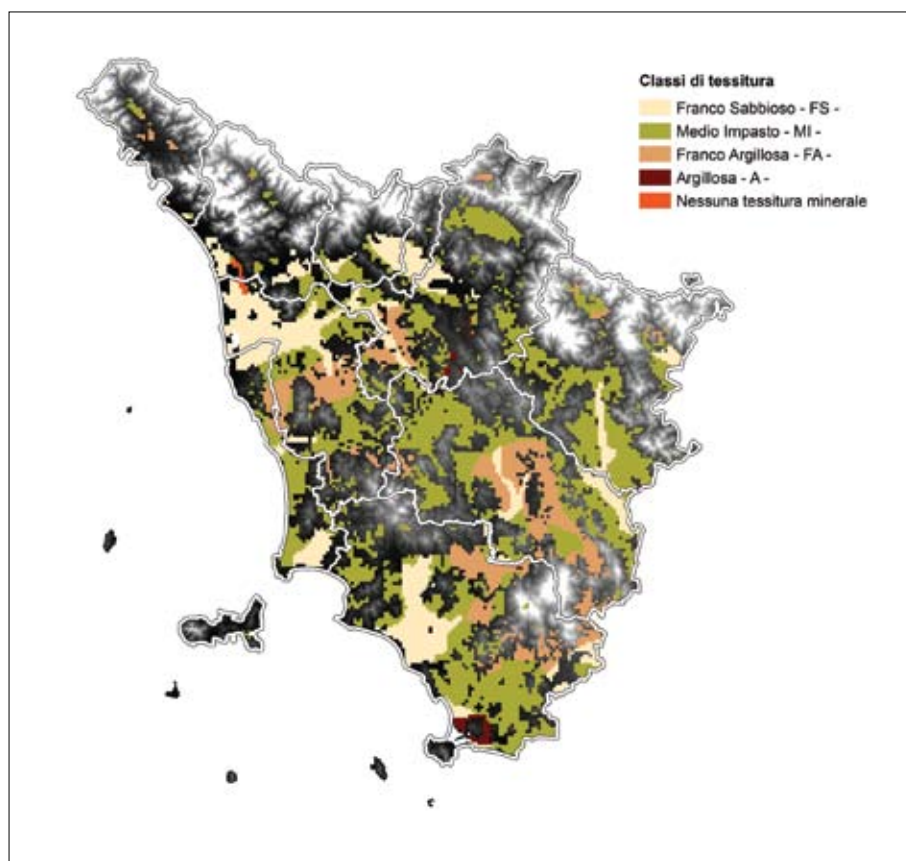 Classi di tessitura
Franco Sabbioso - FS -
Medio Impasto - MI -
Franco Argillosa - FA -
Argillosa - A -
Nessuna tessitura minerale